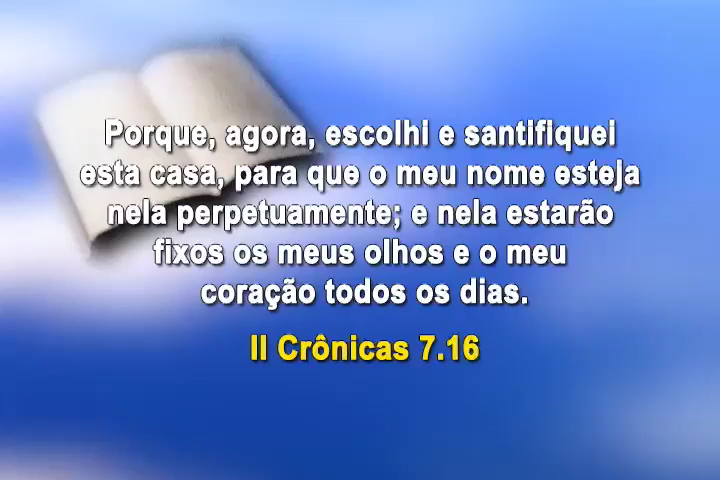 Porque, agora, escolhi e santifiquei
esta casa, para que o meu nome esteja
nela perpetuamente; e nela estarão
fixos os meus olhos e o meu
coração todos os dias.
II Crônicas 7.16